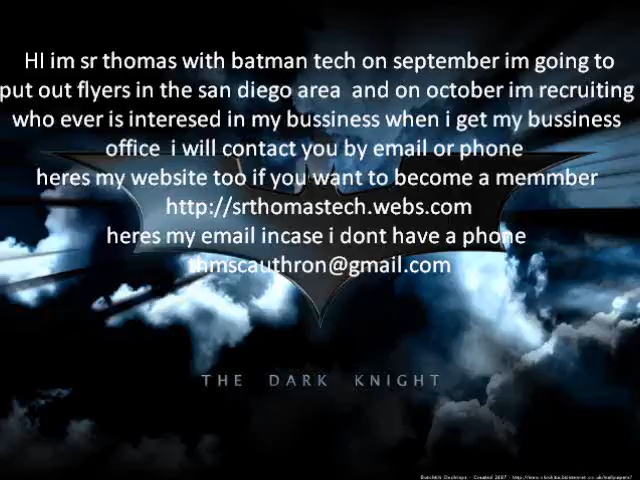 HI im sr thomas with batman tech on september im going to
put out flyers in the san diego area and on october im recruiting
who ever is interesed in my bussiness when i get my bussiness
office i will contact you by email or phone
heres my website too if you want to become a memmber
http://srthomastech.webs.com
heres my email incase i dont have a phone
thmscauthron@gmail.com
THE DARK KNIGHT